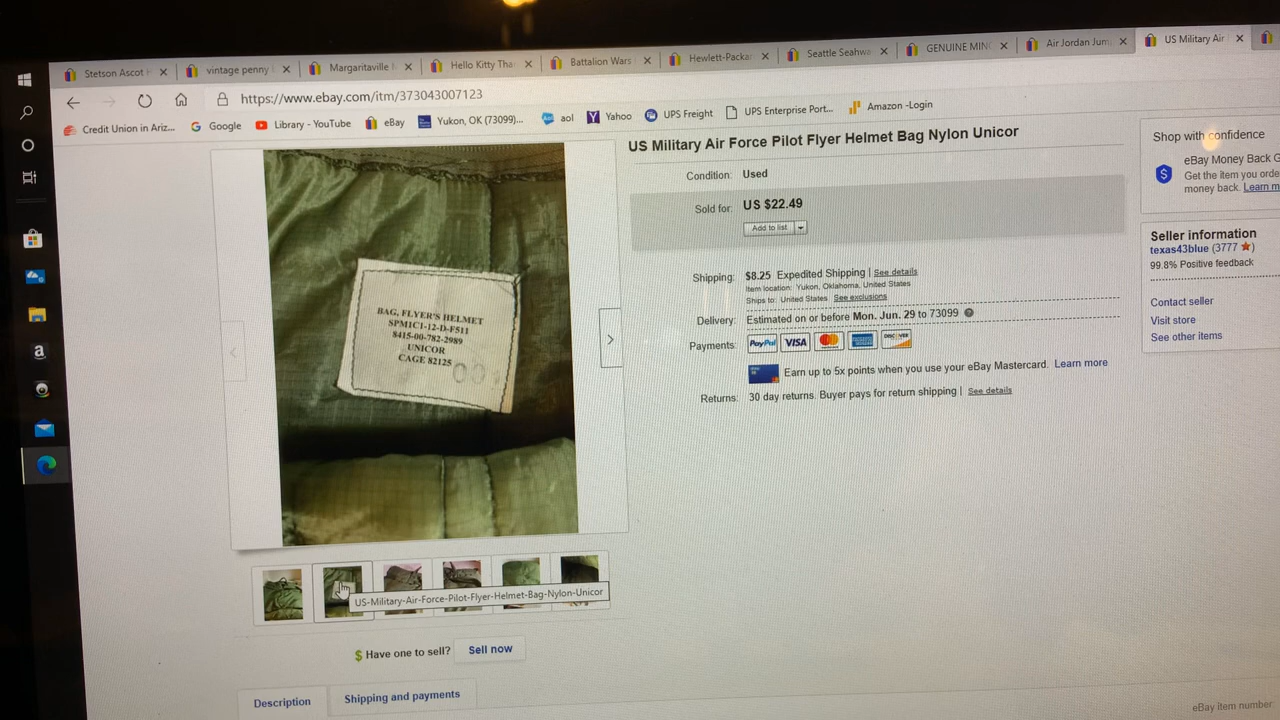 Stetson Ascot
vintage penny
Margaritaville
Hello Kitty Tha
Battalion Wars
Hewlett-Packar
Seattle Seahwa
GENUINE MINC
Air Jordan Jum
US Military Air
https://www.ebay.com/itm/373043007123
Credit Union in Ariz...
Google
Library - YouTube
eBay
Yukon, OK (73099)...
aol
Yahoo
UPS Freight
UPS Enterprise Port...
Amazon -Login
US Military Air Force Pilot Flyer Helmet Bag Nylon Unicor
Condition: Used
Sold for: US $22.49
Add to list
Shipping: $8.25 Expedited Shipping | See details
Item location: Yukon, Oklahoma, United States
Ships to: United States See exclusions
Delivery: Estimated on or before Mon. Jun. 29 to 73099
Payments: PayPal VISA DISCOVER
Earn up to 5x points when you use your eBay Mastercard. Learn more
Returns: 30 day returns. Buyer pays for return shipping | See details
Shop with confidence
eBay Money Back G
Get the item you orde
money back. Learn m
Seller information
texas43blue (3777 )
99.8% Positive feedback
Contact seller
Visit store
See other items
BAG, FLYER'S HELMET
SPM1C1-12-D-F511
8415-00-782-2989
UNICOR
CAGE 82125
US-Military-Air-Force-Pilot-Flyer-Helmet-Bag-Nylon-Unicor
$ Have one to sell? Sell now
Description
Shipping and payments
eBay item number